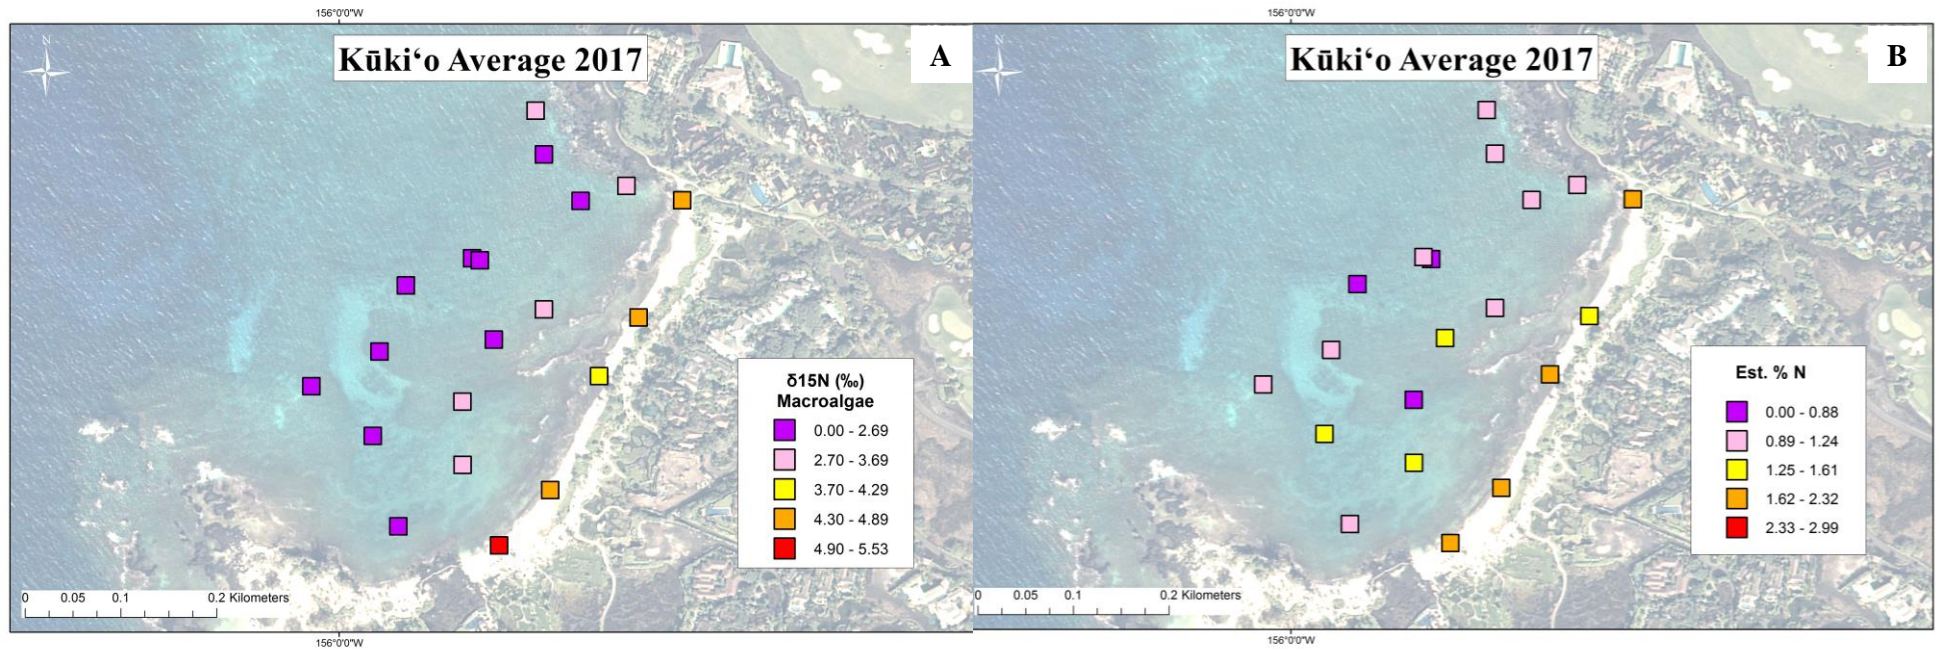 156°0'0"W
N
Kūkiʻo Average 2017
A
δ15N (‰)
Macroalgae
0.00 - 2.69
2.70 - 3.69
3.70 - 4.29
4.30 - 4.89
4.90 - 5.53
0 0.05 0.1 0.2 Kilometers
156°0'0"W
156°0'0"W
N
Kūkiʻo Average 2017
B
Est. % N
0.00 - 0.88
0.89 - 1.24
1.25 - 1.61
1.62 - 2.32
2.33 - 2.99
0 0.05 0.1 0.2 Kilometers
156°0'0"W